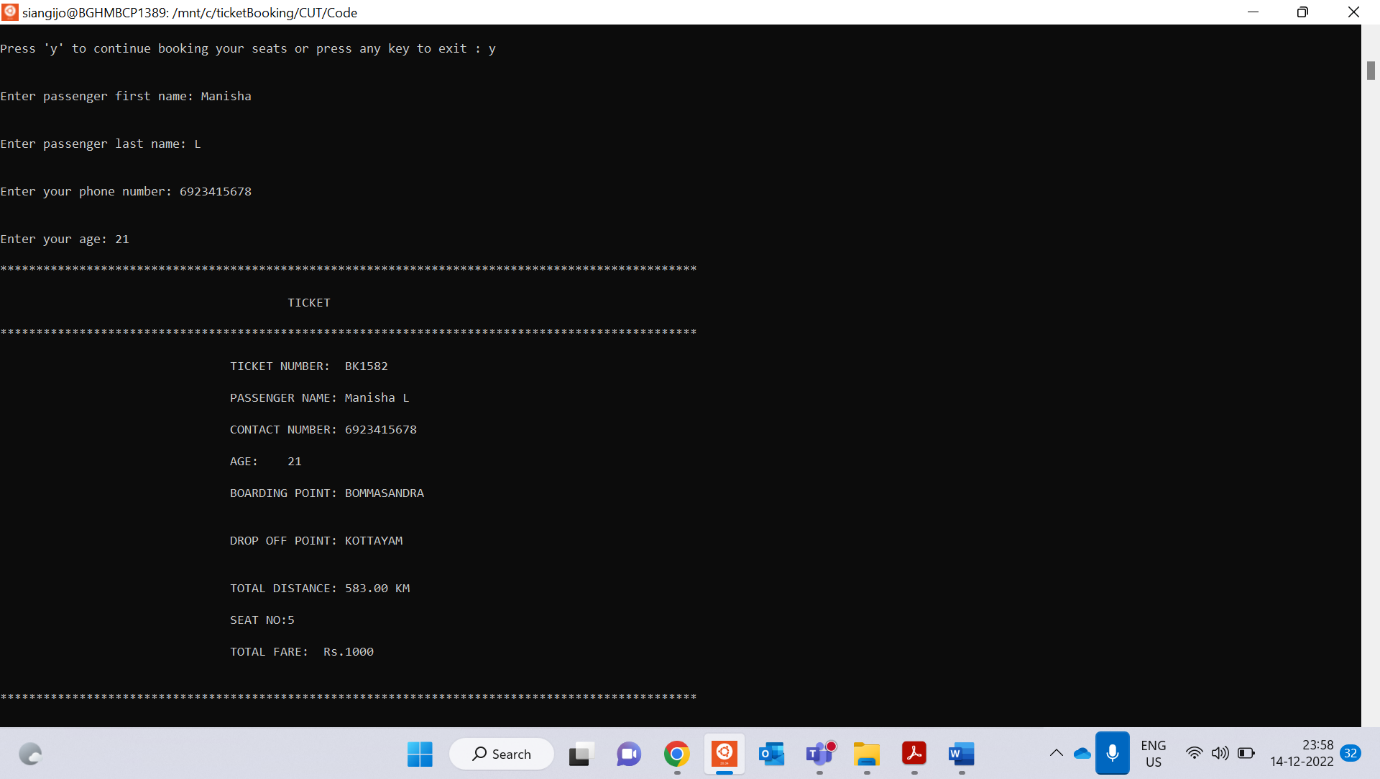 siangijo@BGHMBCP1389: /mnt/c/ticketBooking/CUT/Code
Press 'y' to continue booking your seats or press any key to exit : y
Enter passenger first name: Manisha
Enter passenger last name: L
Enter your phone number: 6923415678
Enter your age: 21
*************************************************************************************************
TICKET
*************************************************************************************************
TICKET NUMBER: BK1582
PASSENGER NAME: Manisha L
CONTACT NUMBER: 6923415678
AGE: 21
BOARDING POINT: BOMMASANDRA
DROP OFF POINT: KOTTAYAM
TOTAL DISTANCE: 583.00 KM
SEAT NO:5
TOTAL FARE: Rs.1000
*************************************************************************************************
Search
ENG
US
23:58
14-12-2022
32